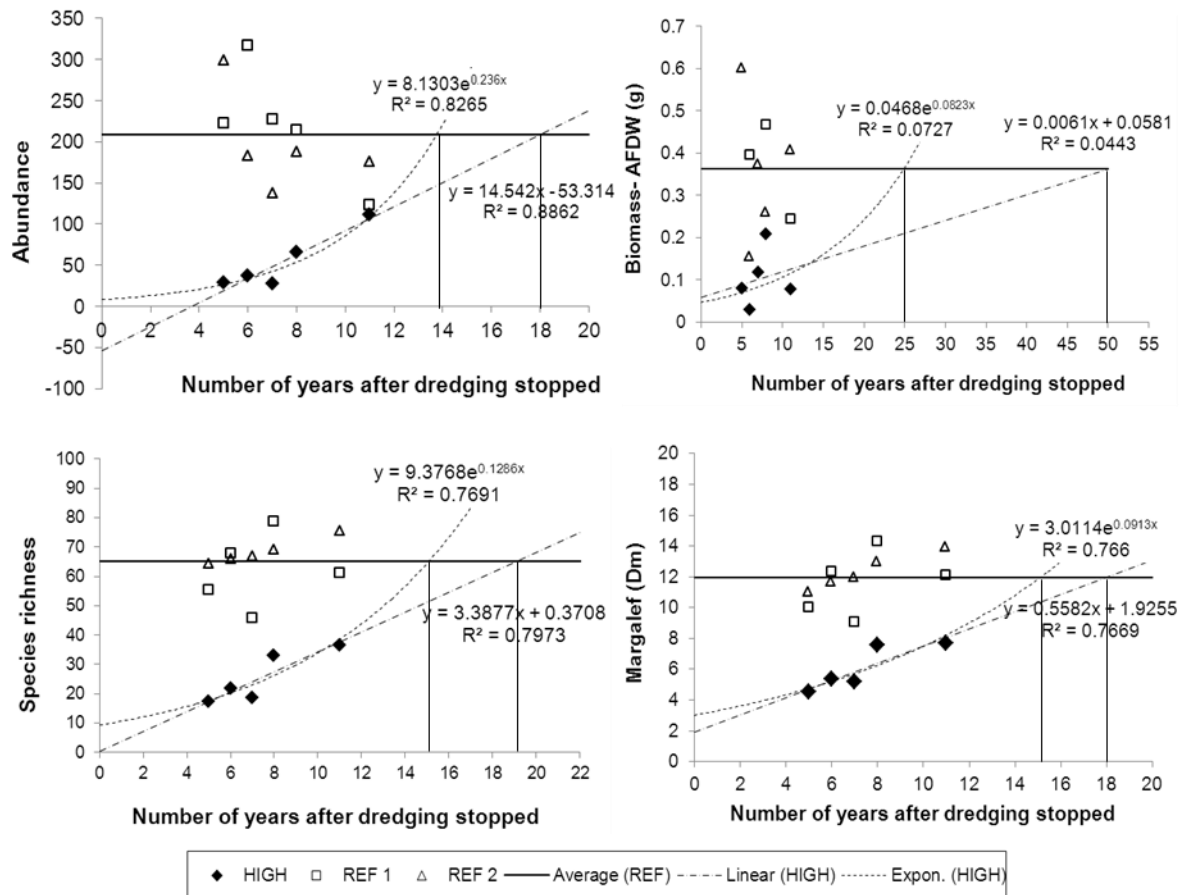 350
300
250
200
150
100
50
0
-50
-100
Abundance
y = 8.1303e^0.236x
R² = 0.8265
y = 14.542x - 53.314
R² = 0.8862
0 2 4 6 8 10 12 14 16 18 20
Number of years after dredging stopped
0.7
0.6
0.5
0.4
0.3
0.2
0.1
0
Biomass- AFDW (g)
y = 0.0468e^0.0823x
R² = 0.0727
y = 0.0061x + 0.0581
R² = 0.0443
0 5 10 15 20 25 30 35 40 45 50 55
Number of years after dredging stopped
100
90
80
70
60
50
40
30
20
10
0
Species richness
y = 9.3768e^0.1286x
R² = 0.7691
y = 3.3877x + 0.3708
R² = 0.7973
0 2 4 6 8 10 12 14 16 18 20 22
Number of years after dredging stopped
20
18
16
14
12
10
8
6
4
2
0
Margalef (Dm)
y = 3.0114e^0.0913x
R² = 0.766
y = 0.5582x + 1.9255
R² = 0.7669
0 2 4 6 8 10 12 14 16 18 20
Number of years after dredging stopped
HIGH REF 1 REF 2 Average (REF) Linear (HIGH) Expon. (HIGH)